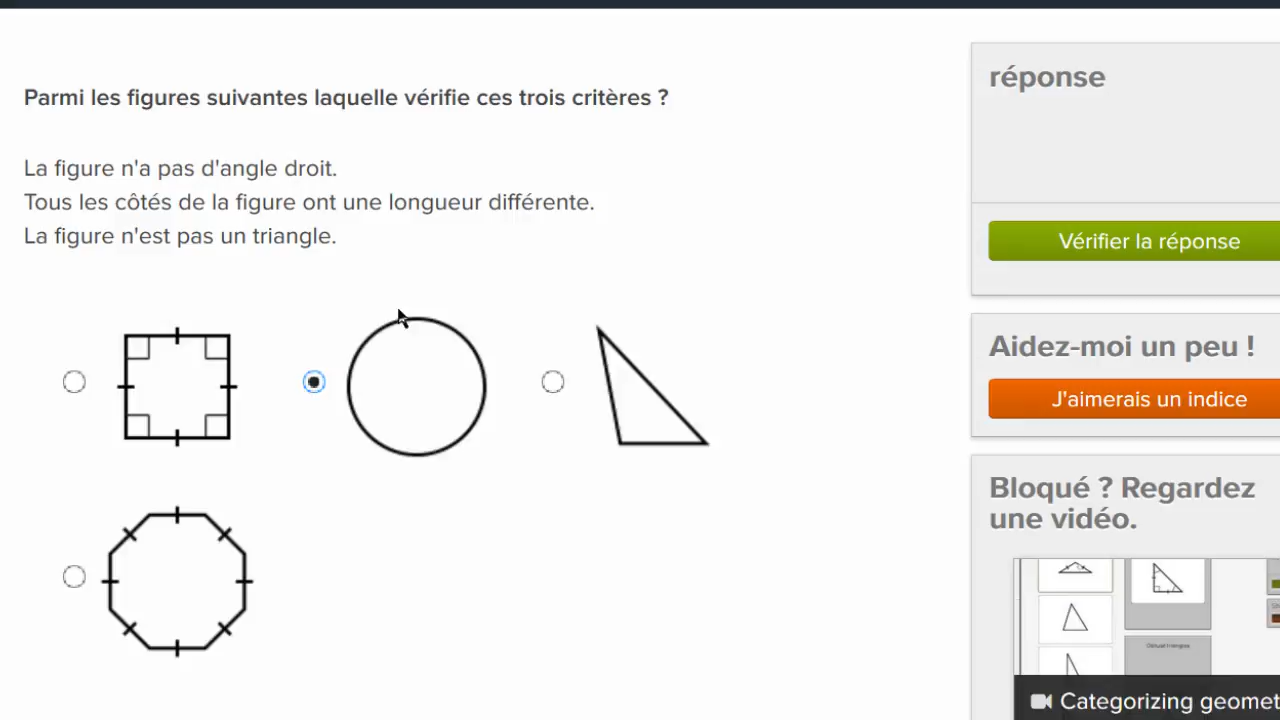 Parmi les figures suivantes laquelle vérifie ces trois critères ?
La figure n'a pas d'angle droit.
Tous les côtés de la figure ont une longueur différente.
La figure n'est pas un triangle.
réponse
Vérifier la réponse
Aidez-moi un peu !
J'aimerais un indice
Bloqué ? Regardez
une vidéo.
Categorizing geomet